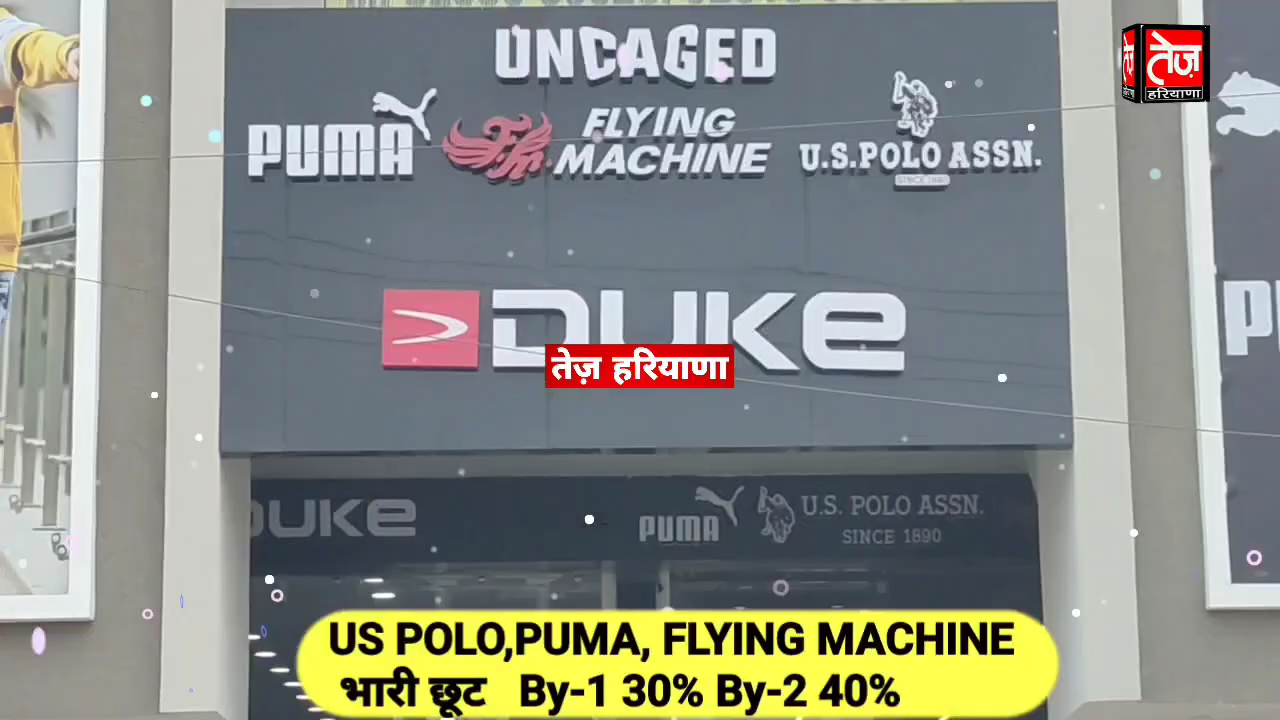 UNCAGED
PUMA
FLYING
MACHINE
U.S. POLO ASSN.
तेज़
हरियाणा
DUKE
तेज़ हरियाणा
DUKE
PUMA
U.S. POLO ASSN.
SINCE 1890
US POLO,PUMA, FLYING MACHINE
भारी छूट By-1 30% By-2 40%